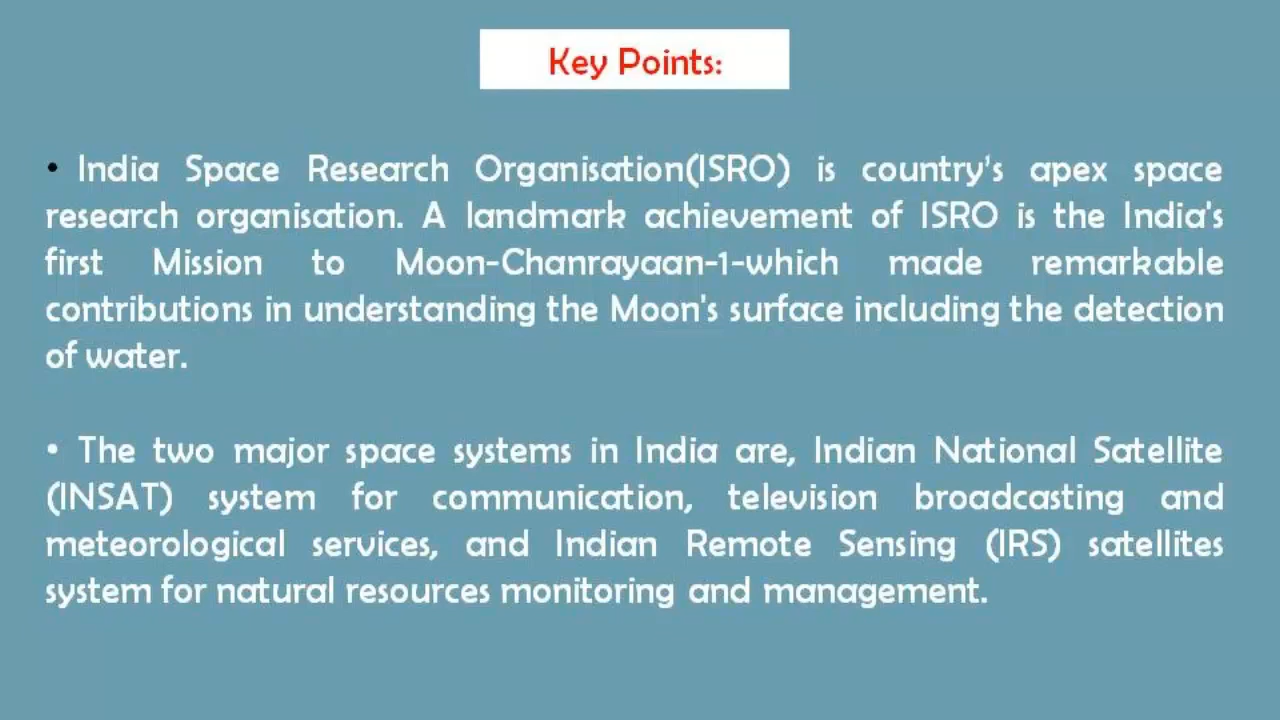 Key Points:
• India Space Research Organisation(ISRO) is country's apex space
research organisation. A landmark achievement of ISRO is the India's
first Mission to Moon-Chanrayaan-1-which made remarkable
contributions in understanding the Moon's surface including the detection
of water.
• The two major space systems in India are, Indian National Satellite
(INSAT) system for communication, television broadcasting and
meteorological services, and Indian Remote Sensing (IRS) satellites
system for natural resources monitoring and management.